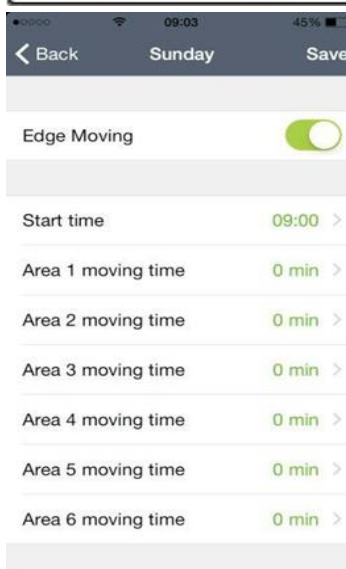 09:03 45%
Back Sunday Save
Edge Moving
Start time 09:00
Area 1 moving time 0 min
Area 2 moving time 0 min
Area 3 moving time 0 min
Area 4 moving time 0 min
Area 5 moving time 0 min
Area 6 moving time 0 min